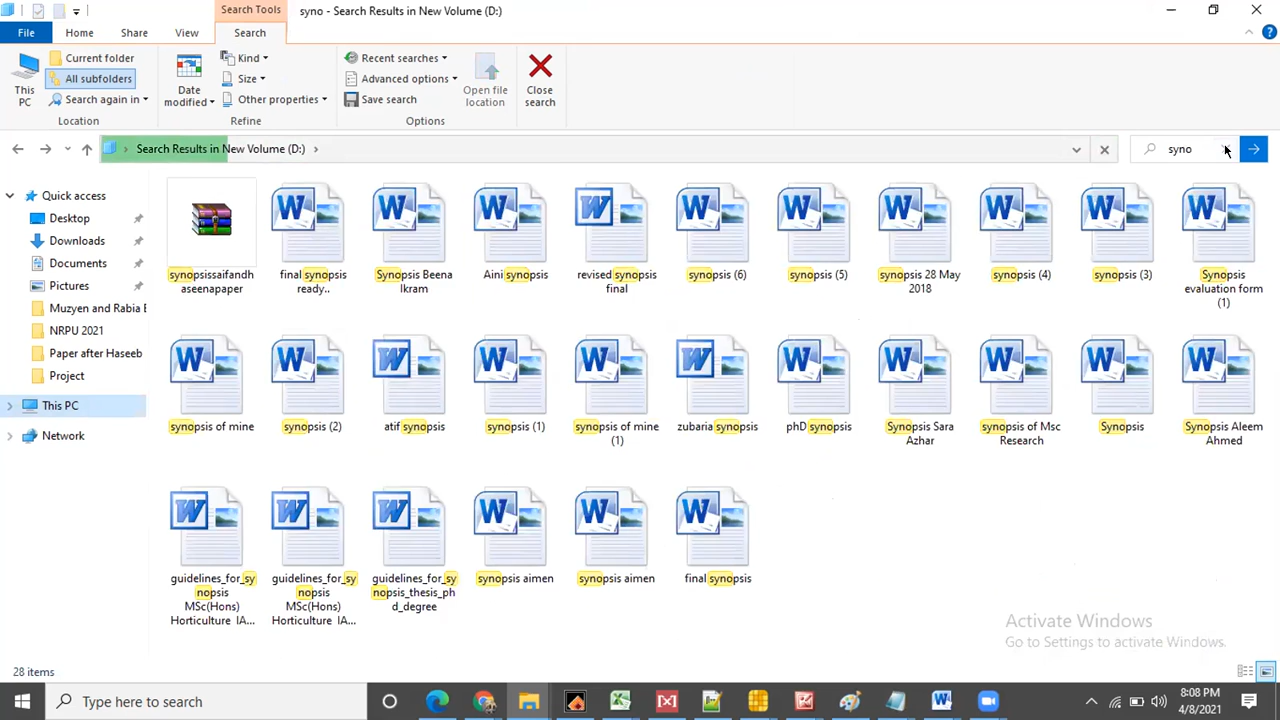 Search Tools
syno - Search Results in New Volume (D:)
File
Home
Share
View
Search
Current folder
Kind
Recent searches
All subfolders
Size
Advanced options
This PC
Search again in
Date modified
Other properties
Save search
Open file location
Close search
Location
Refine
Options
Search Results in New Volume (D:)
syno
Quick access
Desktop
Downloads
Documents
Pictures
Muzyen and Rabia E
NRPU 2021
Paper after Haseeb
Project
This PC
Network
synopsissaifandh
aseenapaper
final synopsis
ready..
Synopsis Beena
Ikram
Aini synopsis
revised synopsis
final
synopsis (6)
synopsis (5)
synopsis 28 May
2018
synopsis (4)
synopsis (3)
Synopsis
evaluation form
(1)
synopsis of mine
synopsis (2)
atif synopsis
synopsis (1)
synopsis of mine
(1)
zubaria synopsis
phD synopsis
Synopsis Sara
Azhar
synopsis of Msc
Research
Synopsis
Synopsis Aleem
Ahmed
guidelines_for_sy
nopsis
MSc(Hons)
Horticulture IA...
guidelines_for_sy
nopsis
MSc(Hons)
Horticulture IA...
guidelines_for_sy
nopsis_thesis_ph
d_degree
synopsis aimen
synopsis aimen
final synopsis
Activate Windows
Go to Settings to activate Windows.
28 items
Type here to search
8:08 PM
4/8/2021